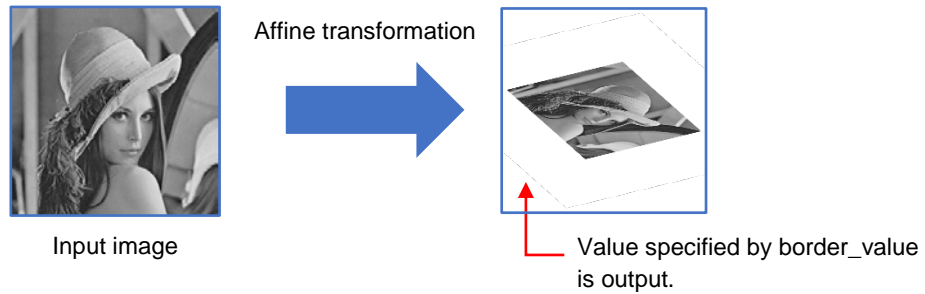 Affine transformation
Input image
Value specified by border_value
is output.